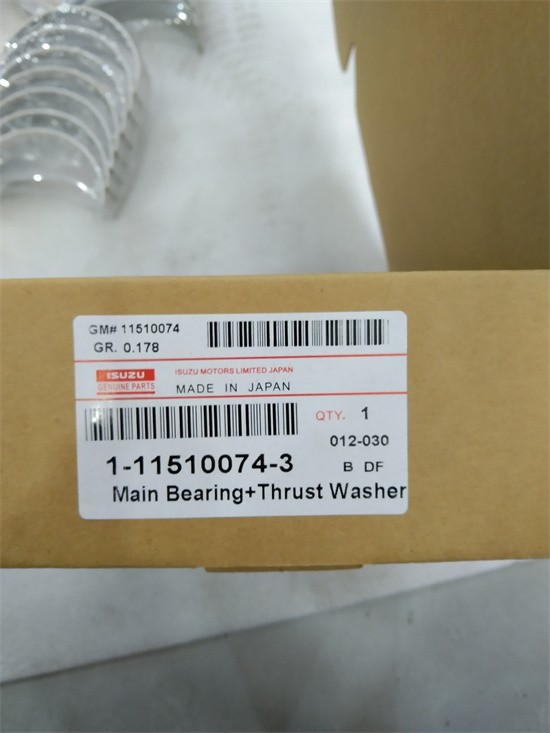 GM# 11510074
GR. 0.178
ISUZU
GENUINE PARTS
ISUZU MOTORS LIMITED JAPAN
MADE IN JAPAN
QTY. 1
012-030
1-11510074-3
B DF
Main Bearing+Thrust Washer